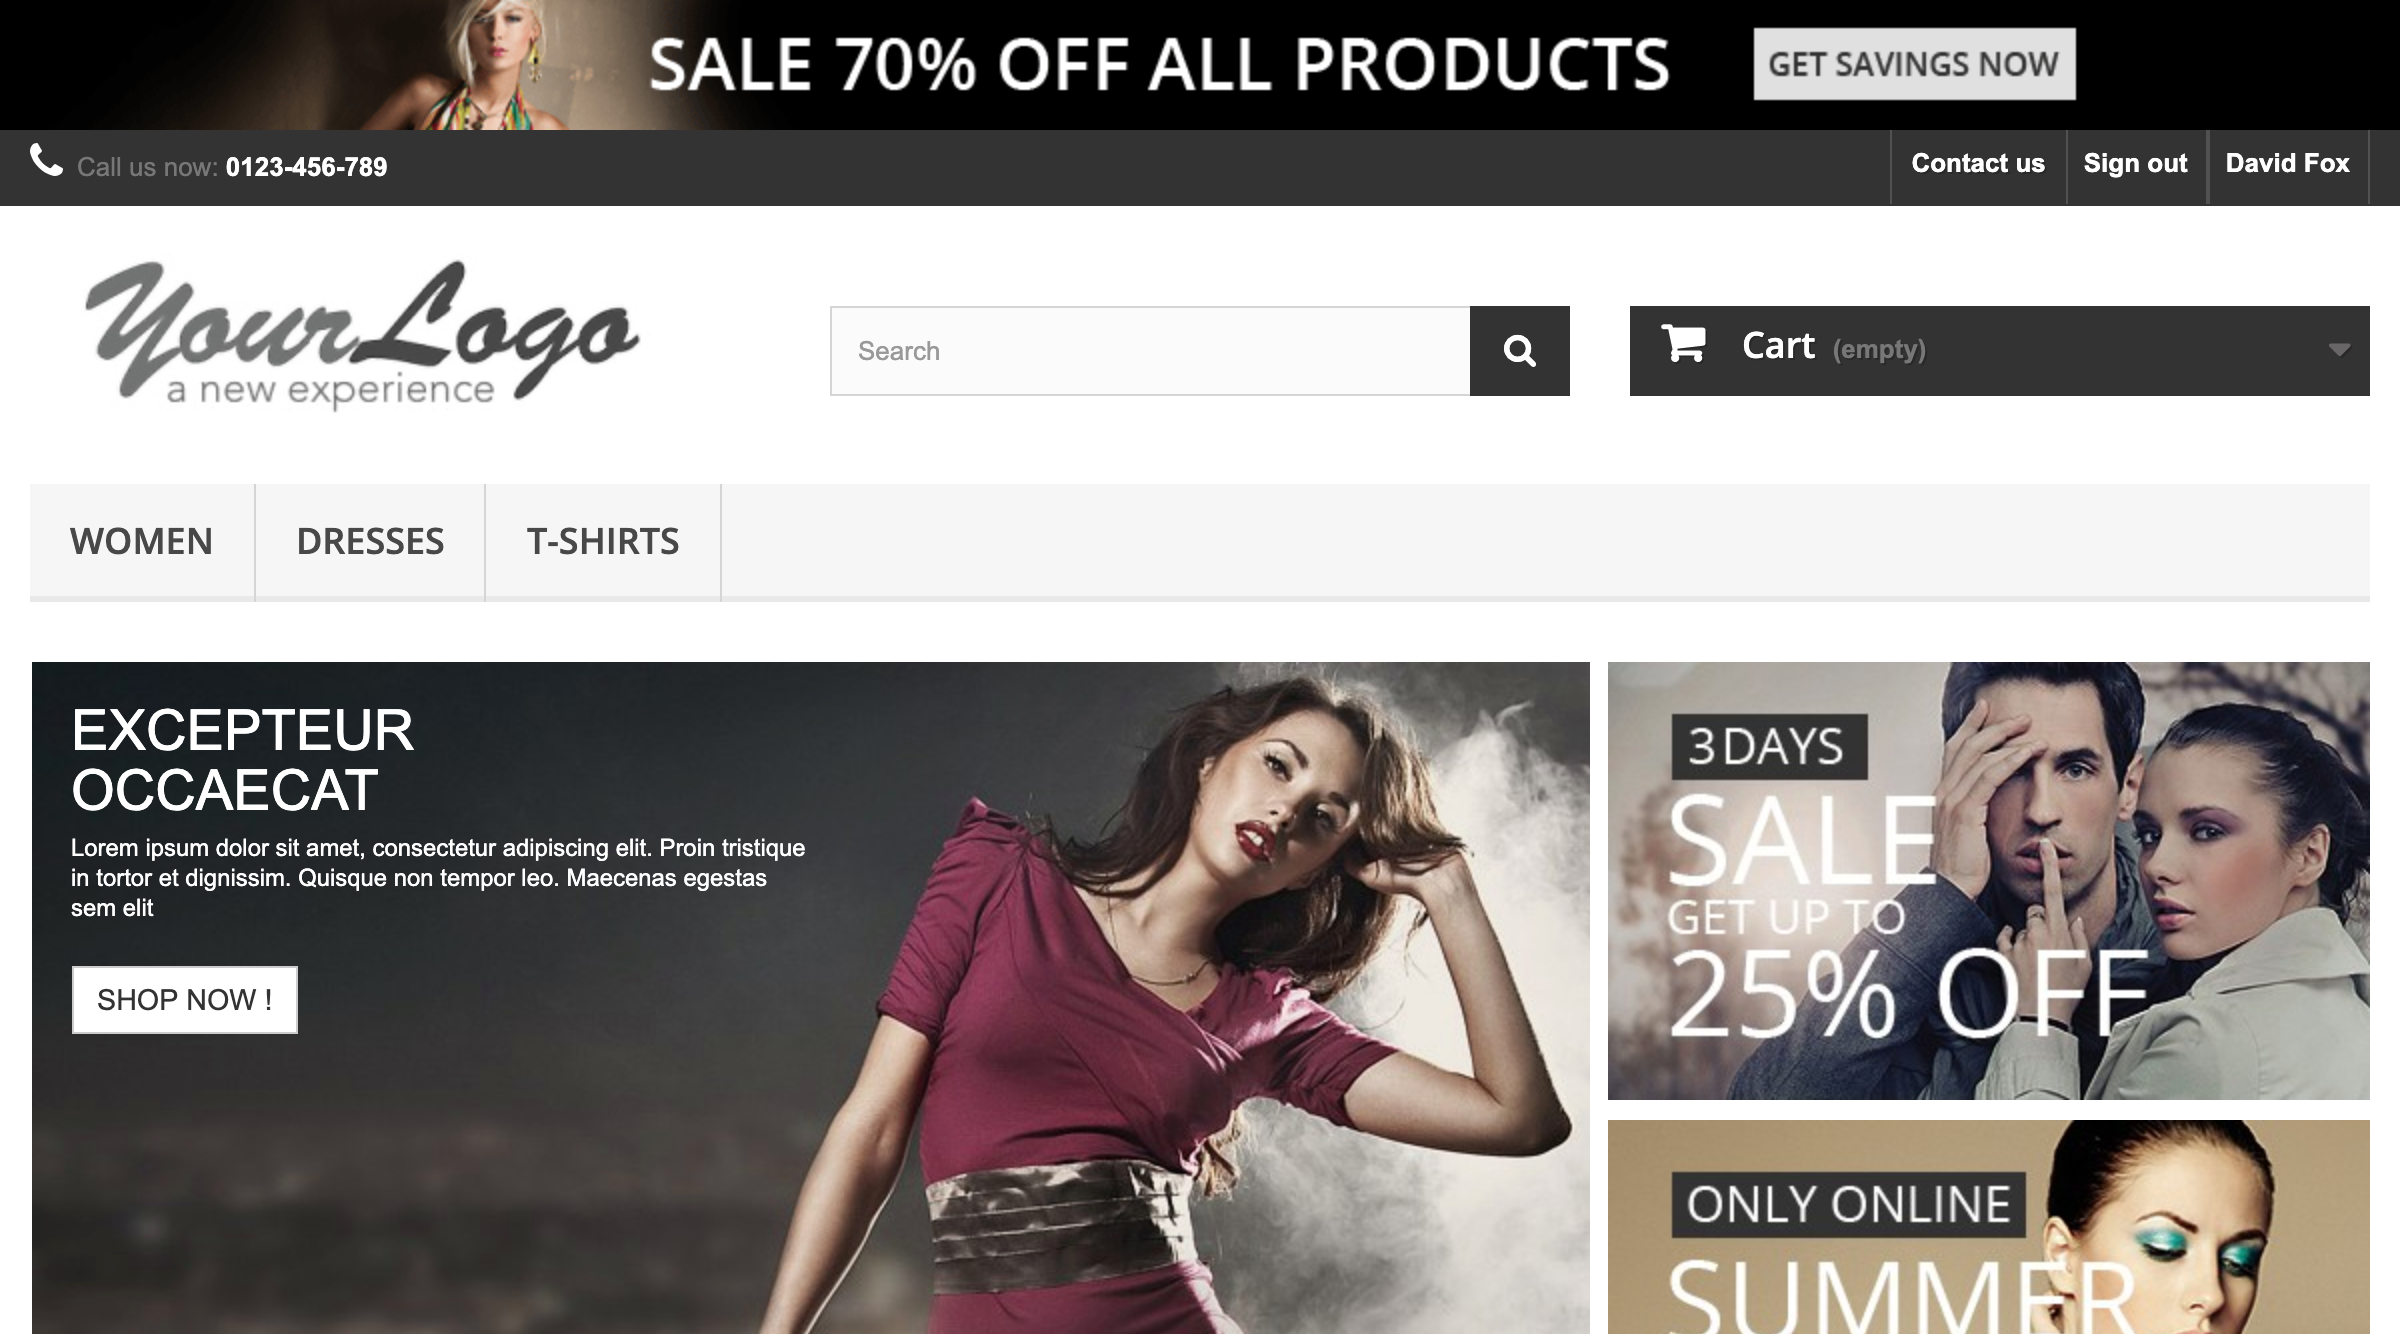 SALE 70% OFF ALL PRODUCTS
GET SAVINGS NOW
Call us now: 0123-456-789
Contact us
Sign out
David Fox
YourLogo
a new experience
Search
Cart (empty)
WOMEN
DRESSES
T-SHIRTS
EXCEPTEUR
OCCAECAT
Lorem ipsum dolor sit amet, consectetur adipiscing elit. Proin tristique
in tortor et dignissim. Quisque non tempor leo. Maecenas egestas
sem elit
SHOP NOW !
3 DAYS
SALE
GET UP TO
25% OFF
ONLY ONLINE
SUMMER